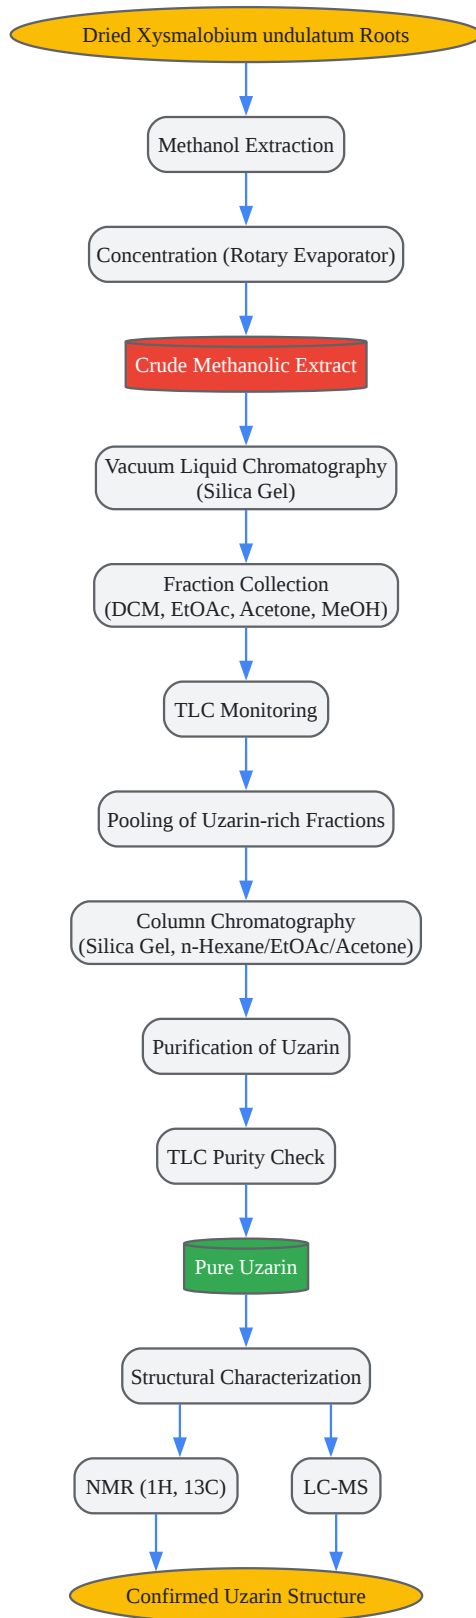 Dried Xysmalobium undulatum Roots
Methanol Extraction
Concentration (Rotary Evaporator)
Crude Methanolic Extract
Vacuum Liquid Chromatography
(Silica Gel)
Fraction Collection
(DCM, EtOAc, Acetone, MeOH)
TLC Monitoring
Pooling of Uzarin-rich Fractions
Column Chromatography
(Silica Gel, n-Hexane/EtOAc/Acetone)
Purification of Uzarin
TLC Purity Check
Pure Uzarin
Structural Characterization
NMR (1H, 13C)
LC-MS
Confirmed Uzarin Structure